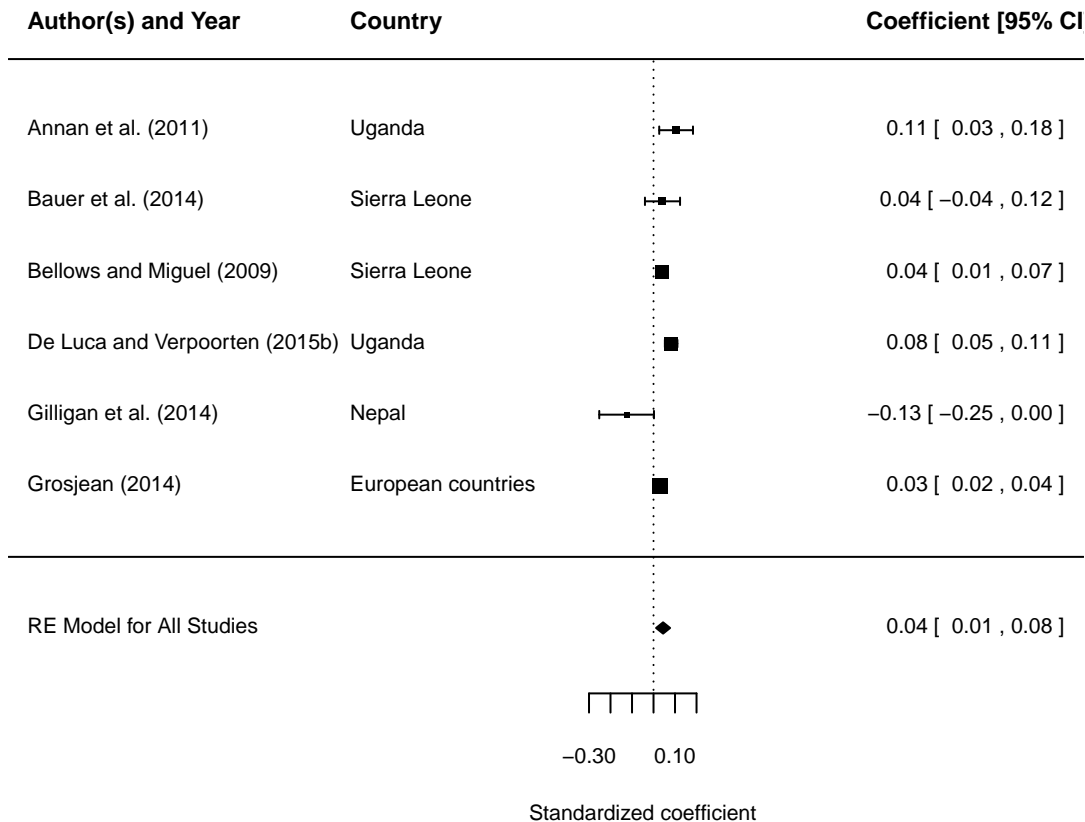 Author(s) and Year Country Coefficient [95% CI]
Annan et al. (2011) Uganda 0.11 [ 0.03 , 0.18 ]
Bauer et al. (2014) Sierra Leone 0.04 [ −0.04 , 0.12 ]
Bellows and Miguel (2009) Sierra Leone 0.04 [ 0.01 , 0.07 ]
De Luca and Verpoorten (2015b) Uganda 0.08 [ 0.05 , 0.11 ]
Gilligan et al. (2014) Nepal −0.13 [ −0.25 , 0.00 ]
Grosjean (2014) European countries 0.03 [ 0.02 , 0.04 ]
RE Model for All Studies 0.04 [ 0.01 , 0.08 ]
−0.30 0.10
Standardized coefficient